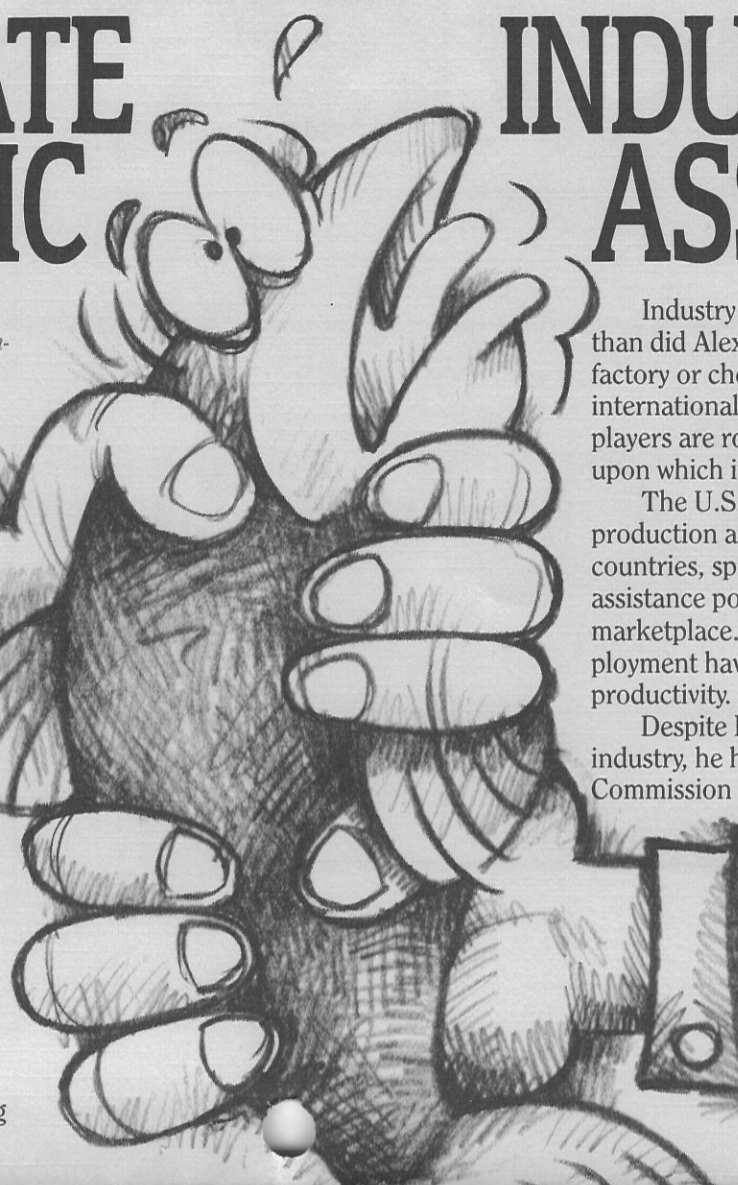 ATE
IC
INDU
ASS
Industry
than did Alex
factory or ch
international
players are ro
upon which i
The U.S
production a
countries, sp
assistance po
marketplace.
ployment hav
productivity.
Despite
industry, he h
Commission
g